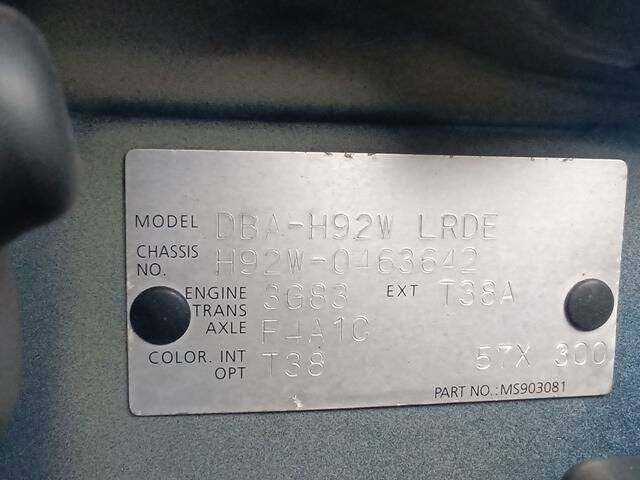 MODEL DBA-H92W LRDE
CHASSIS NO. H92W-0463642
ENGINE 3G83 EXT T38A
TRANS AXLE F4A1C
COLOR. INT T38 57X 300
OPT
PART NO.:MS903081